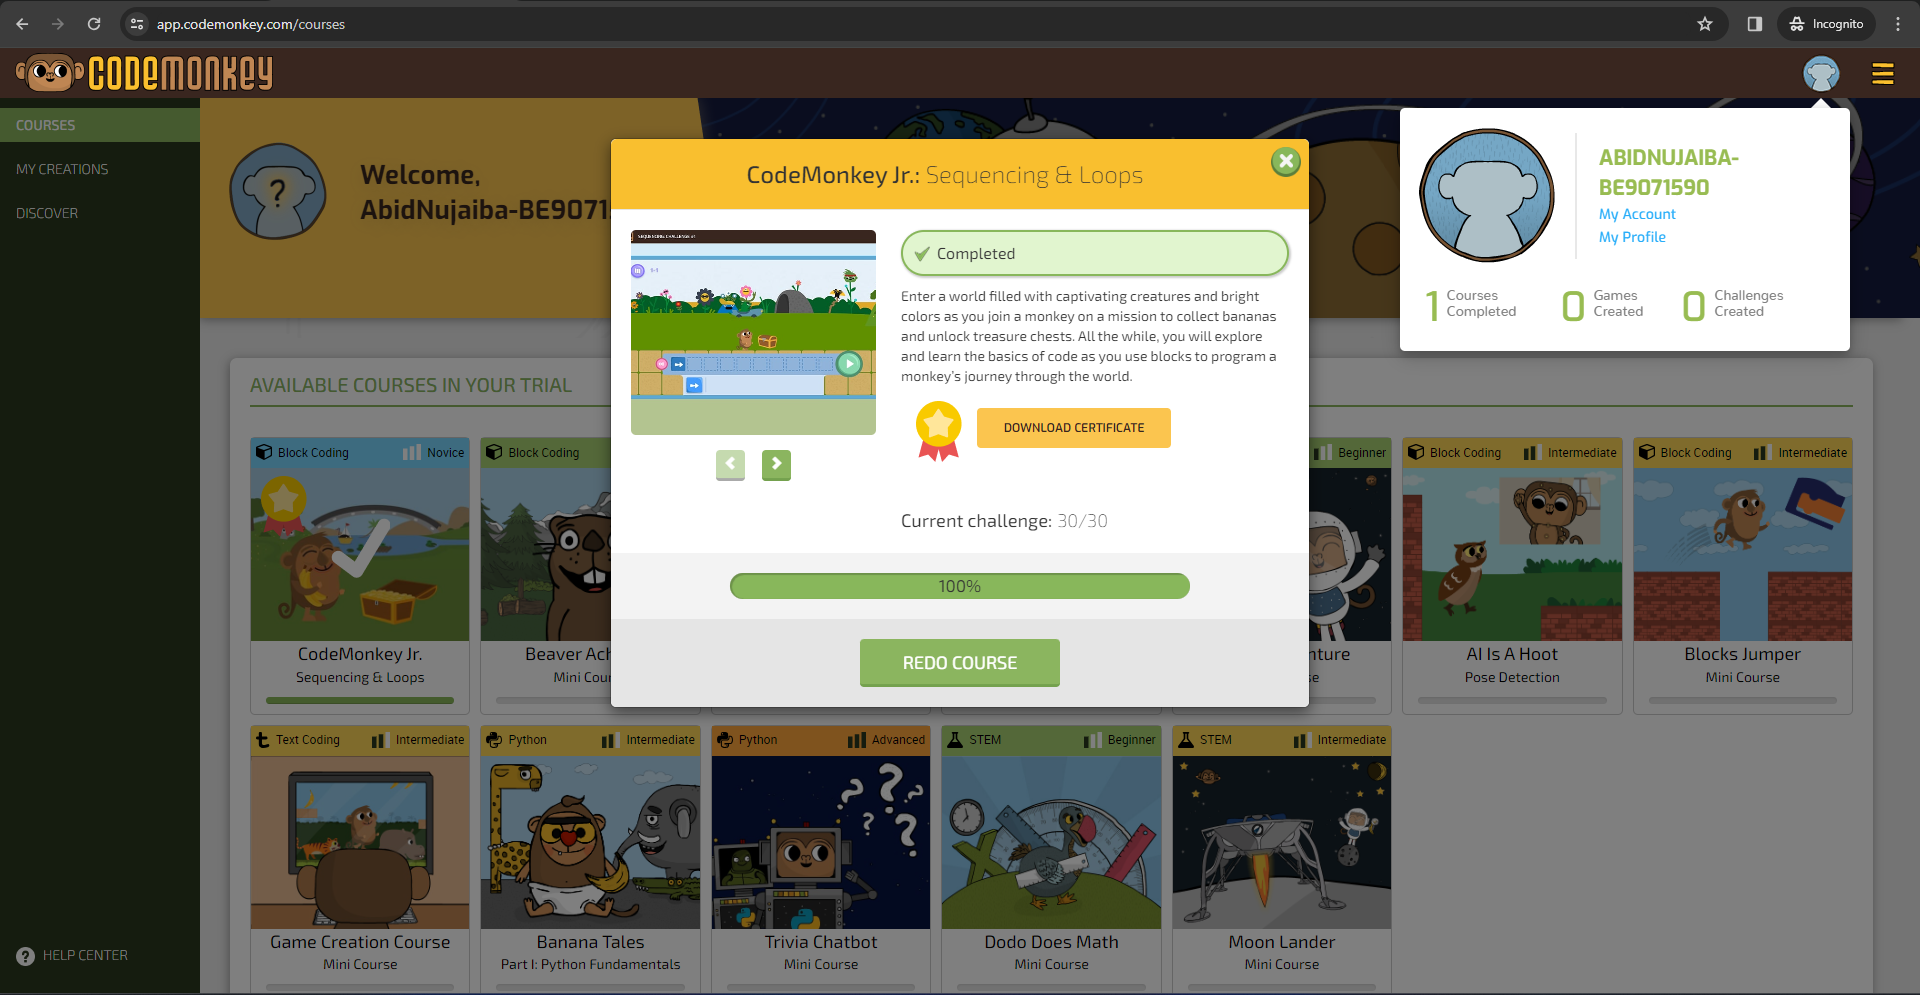 app.codemonkey.com/courses
Incognito
CODEMONKEY
COURSES
MY CREATIONS
DISCOVER
HELP CENTER
Welcome,
AbidNujaiba-BE9071
ABIDNUJAIBA-
BE9071590
My Account
My Profile
1 Courses Completed
0 Games Created
0 Challenges Created
CodeMonkey Jr.: Sequencing & Loops
SEQUENCING CHALLENGE #1
Completed
Enter a world filled with captivating creatures and bright
colors as you join a monkey on a mission to collect bananas
and unlock treasure chests. All the while, you will explore
and learn the basics of code as you use blocks to program a
monkey's journey through the world.
DOWNLOAD CERTIFICATE
Current challenge: 30/30
100%
REDO COURSE
AVAILABLE COURSES IN YOUR TRIAL
Block Coding Novice
CodeMonkey Jr.
Sequencing & Loops
Block Coding
Beaver Ach
Mini Cour
Beginner
nture
se
Block Coding Intermediate
AI Is A Hoot
Pose Detection
Block Coding Intermediate
Blocks Jumper
Mini Course
Text Coding Intermediate
Game Creation Course
Mini Course
Python Intermediate
Banana Tales
Part I: Python Fundamentals
Python Advanced
Trivia Chatbot
Mini Course
STEM Beginner
Dodo Does Math
Mini Course
STEM Intermediate
Moon Lander
Mini Course